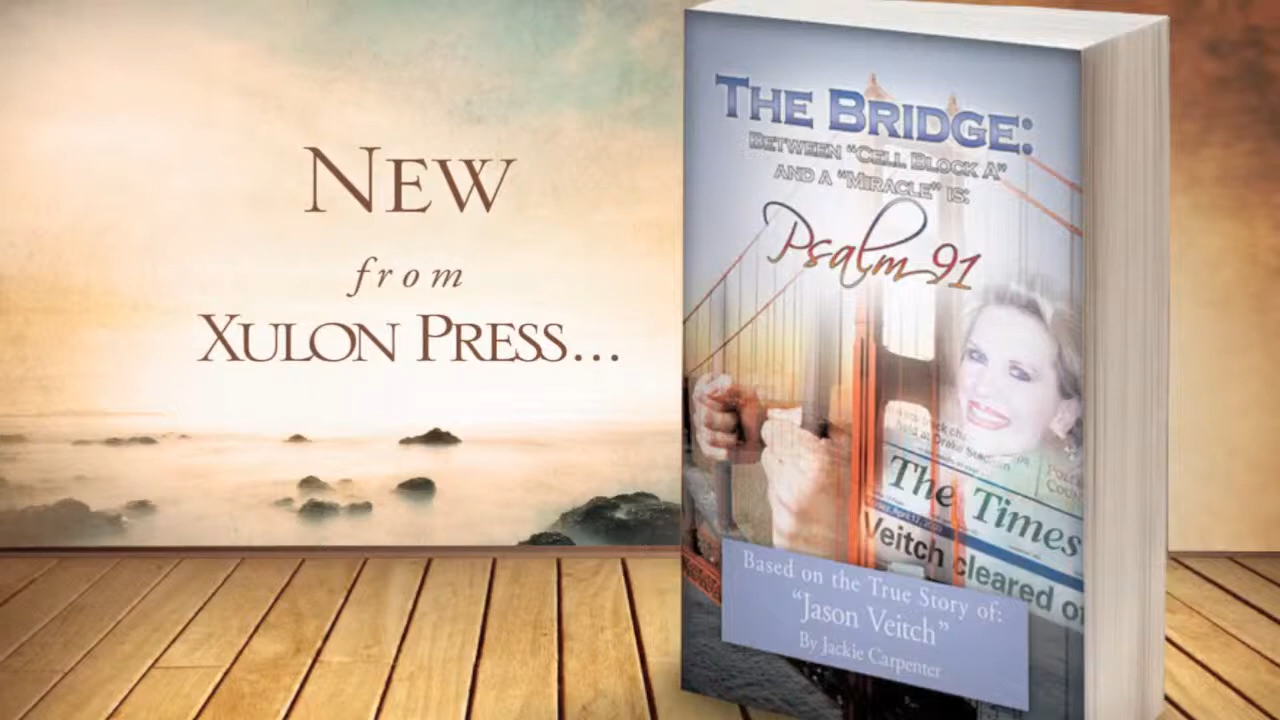 NEW
from
XULON PRESS...
THE BRIDGE:
BETWEEN "CELL BLOCK A"
AND A "MIRACLE" IS:
Psalm 91
The Times
Veitch cleared of
Based on the True Story of:
"Jason Veitch"
By Jackie Carpenter